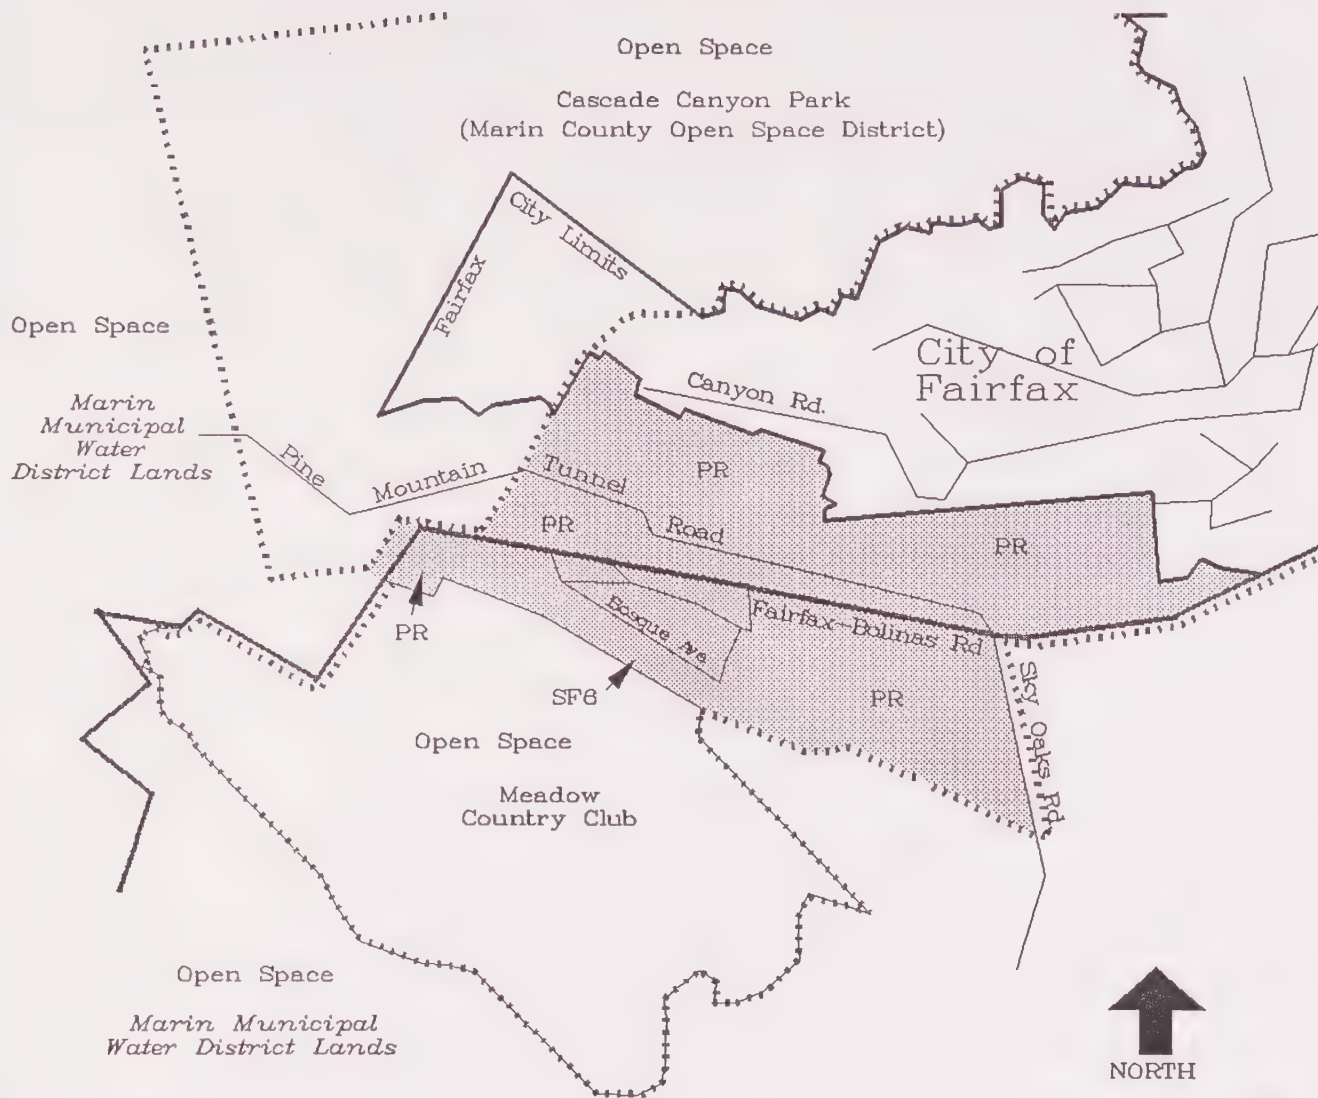 Open Space
Cascade Canyon Park
(Marin County Open Space District)
City Limits
Fairfax
Open Space
City of
Fairfax
Canyon Rd.
Marin
Municipal
Water
District Lands
Pine Mountain Tunnel Road
PR
PR
PR
PR
Bosque Ave
Fairfax-Bolinas Rd
SF6
PR
Sky Oaks Rd
Open Space
Meadow
Country Club
Open Space
Marin Municipal
Water District Lands
NORTH